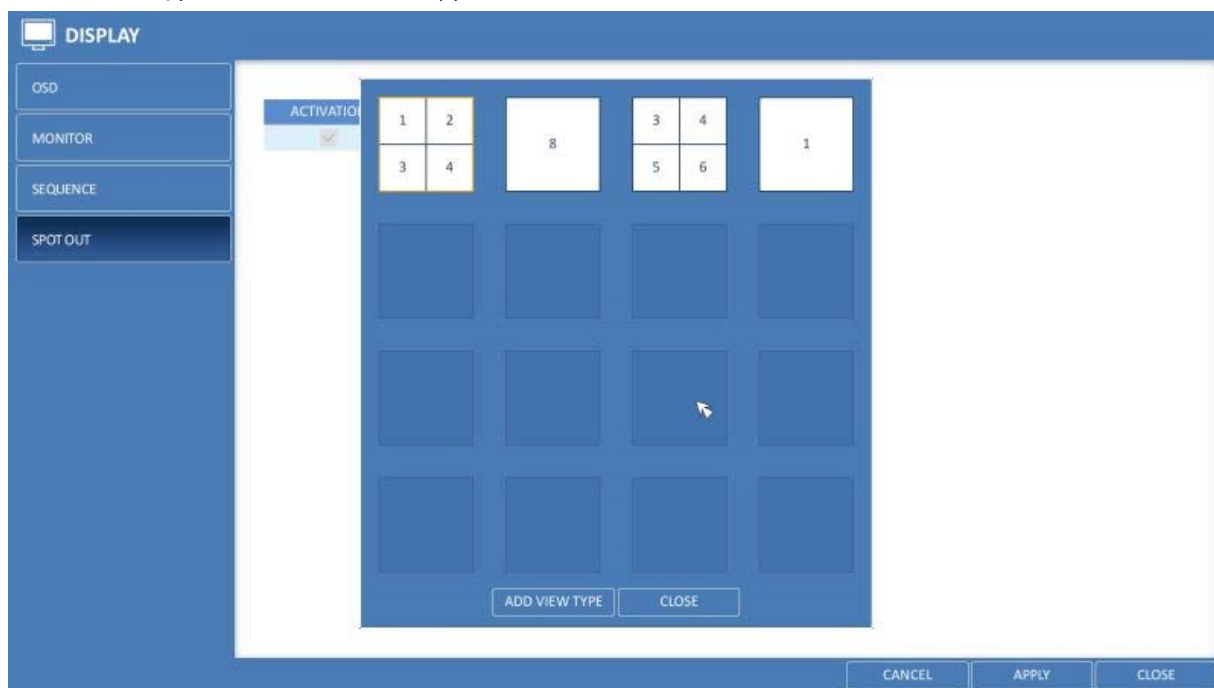 DISPLAY
OSD
MONITOR
SEQUENCE
SPOT OUT
ACTIVATIO
1 2 8 3 4 1
3 4 5 6
ADD VIEW TYPE CLOSE
CANCEL APPLY CLOSE